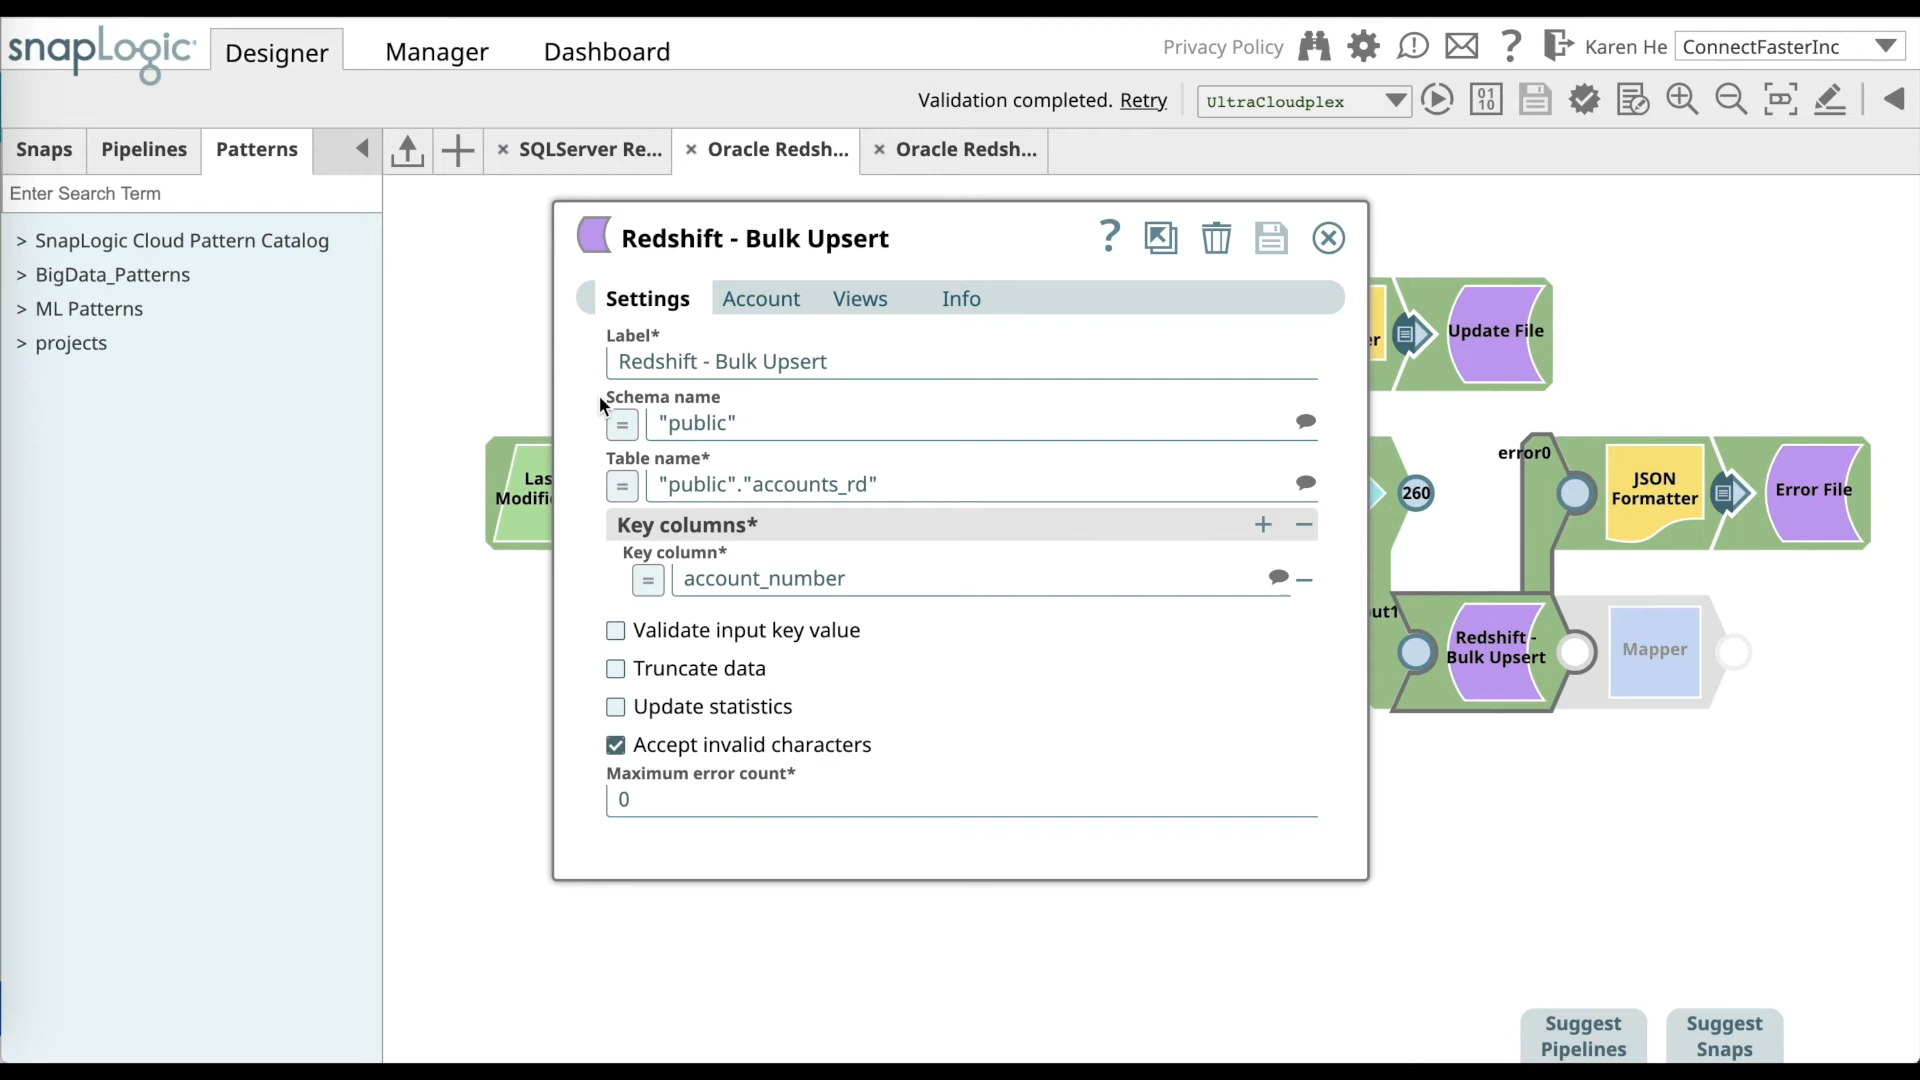 snapLogic
Designer
Manager
Dashboard
Privacy Policy
Karen He
ConnectFasterInc
Validation completed. Retry
UltraCloudplex
Snaps
Pipelines
Patterns
× SQLServer Re...
× Oracle Redsh...
× Oracle Redsh...
Enter Search Term
> SnapLogic Cloud Pattern Catalog
> BigData_Patterns
> ML Patterns
> projects
Redshift - Bulk Upsert
?
Settings
Account
Views
Info
Label*
Redshift - Bulk Upsert
Schema name
= "public"
Table name*
= "public"."accounts_rd"
Key columns* + −
Key column*
= account_number −
Validate input key value
Truncate data
Update statistics
Accept invalid characters
Maximum error count*
0
Las
Modifi
er
Update File
260
error0
JSON
Formatter
Error File
ut1
Redshift -
Bulk Upsert
Mapper
Suggest
Pipelines
Suggest
Snaps